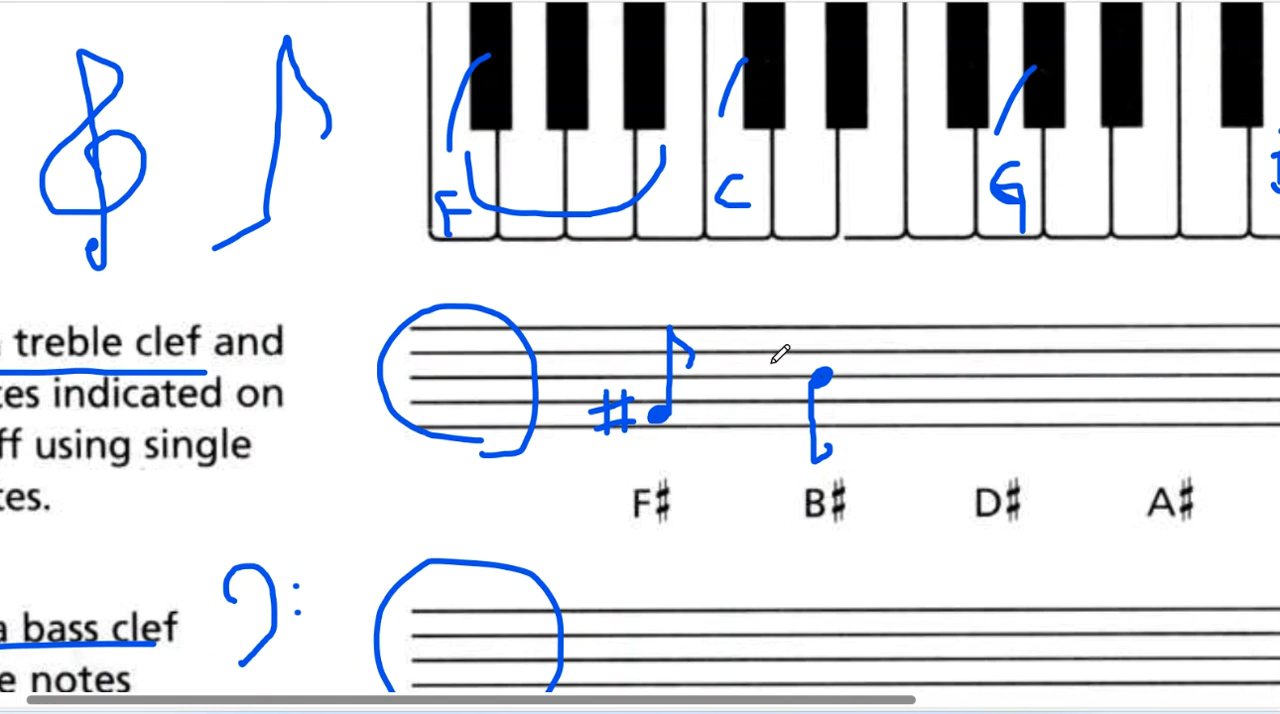 F C G
treble clef and
tes indicated on
ff using single
tes.
F♯ B♯ D♯ A♯
a bass clef
e notes